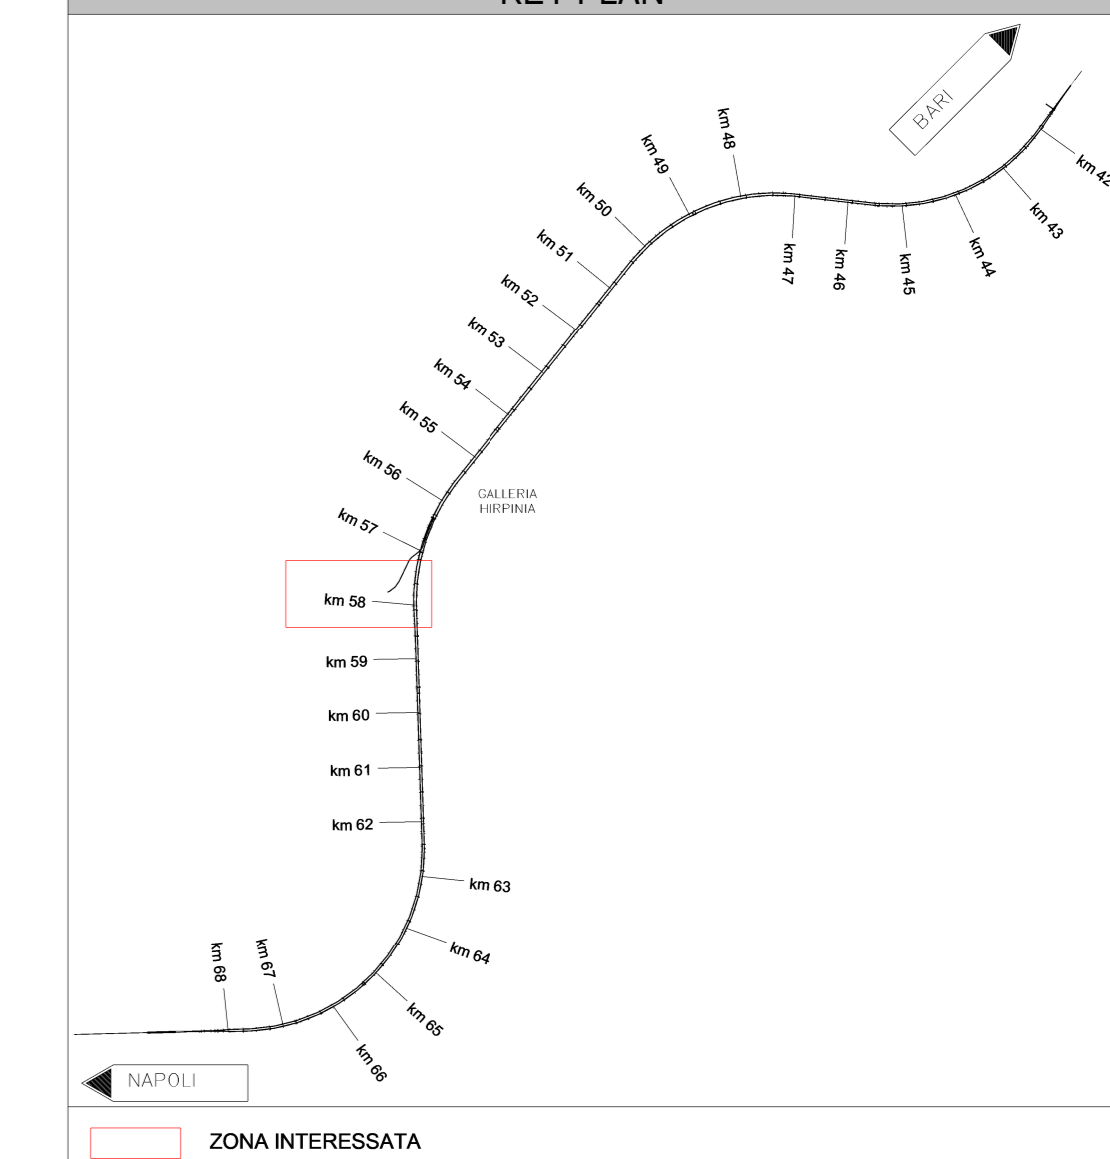 KEY PLAN
BARI
km 42
km 43
km 44
km 45
km 46
km 47
km 48
km 49
km 50
km 51
km 52
km 53
km 54
km 55
km 56
GALLERIA
HIRPINIA
km 57
km 58
km 59
km 60
km 61
km 62
km 63
km 64
km 65
km 66
km 67
km 68
NAPOLI
ZONA INTERESSATA